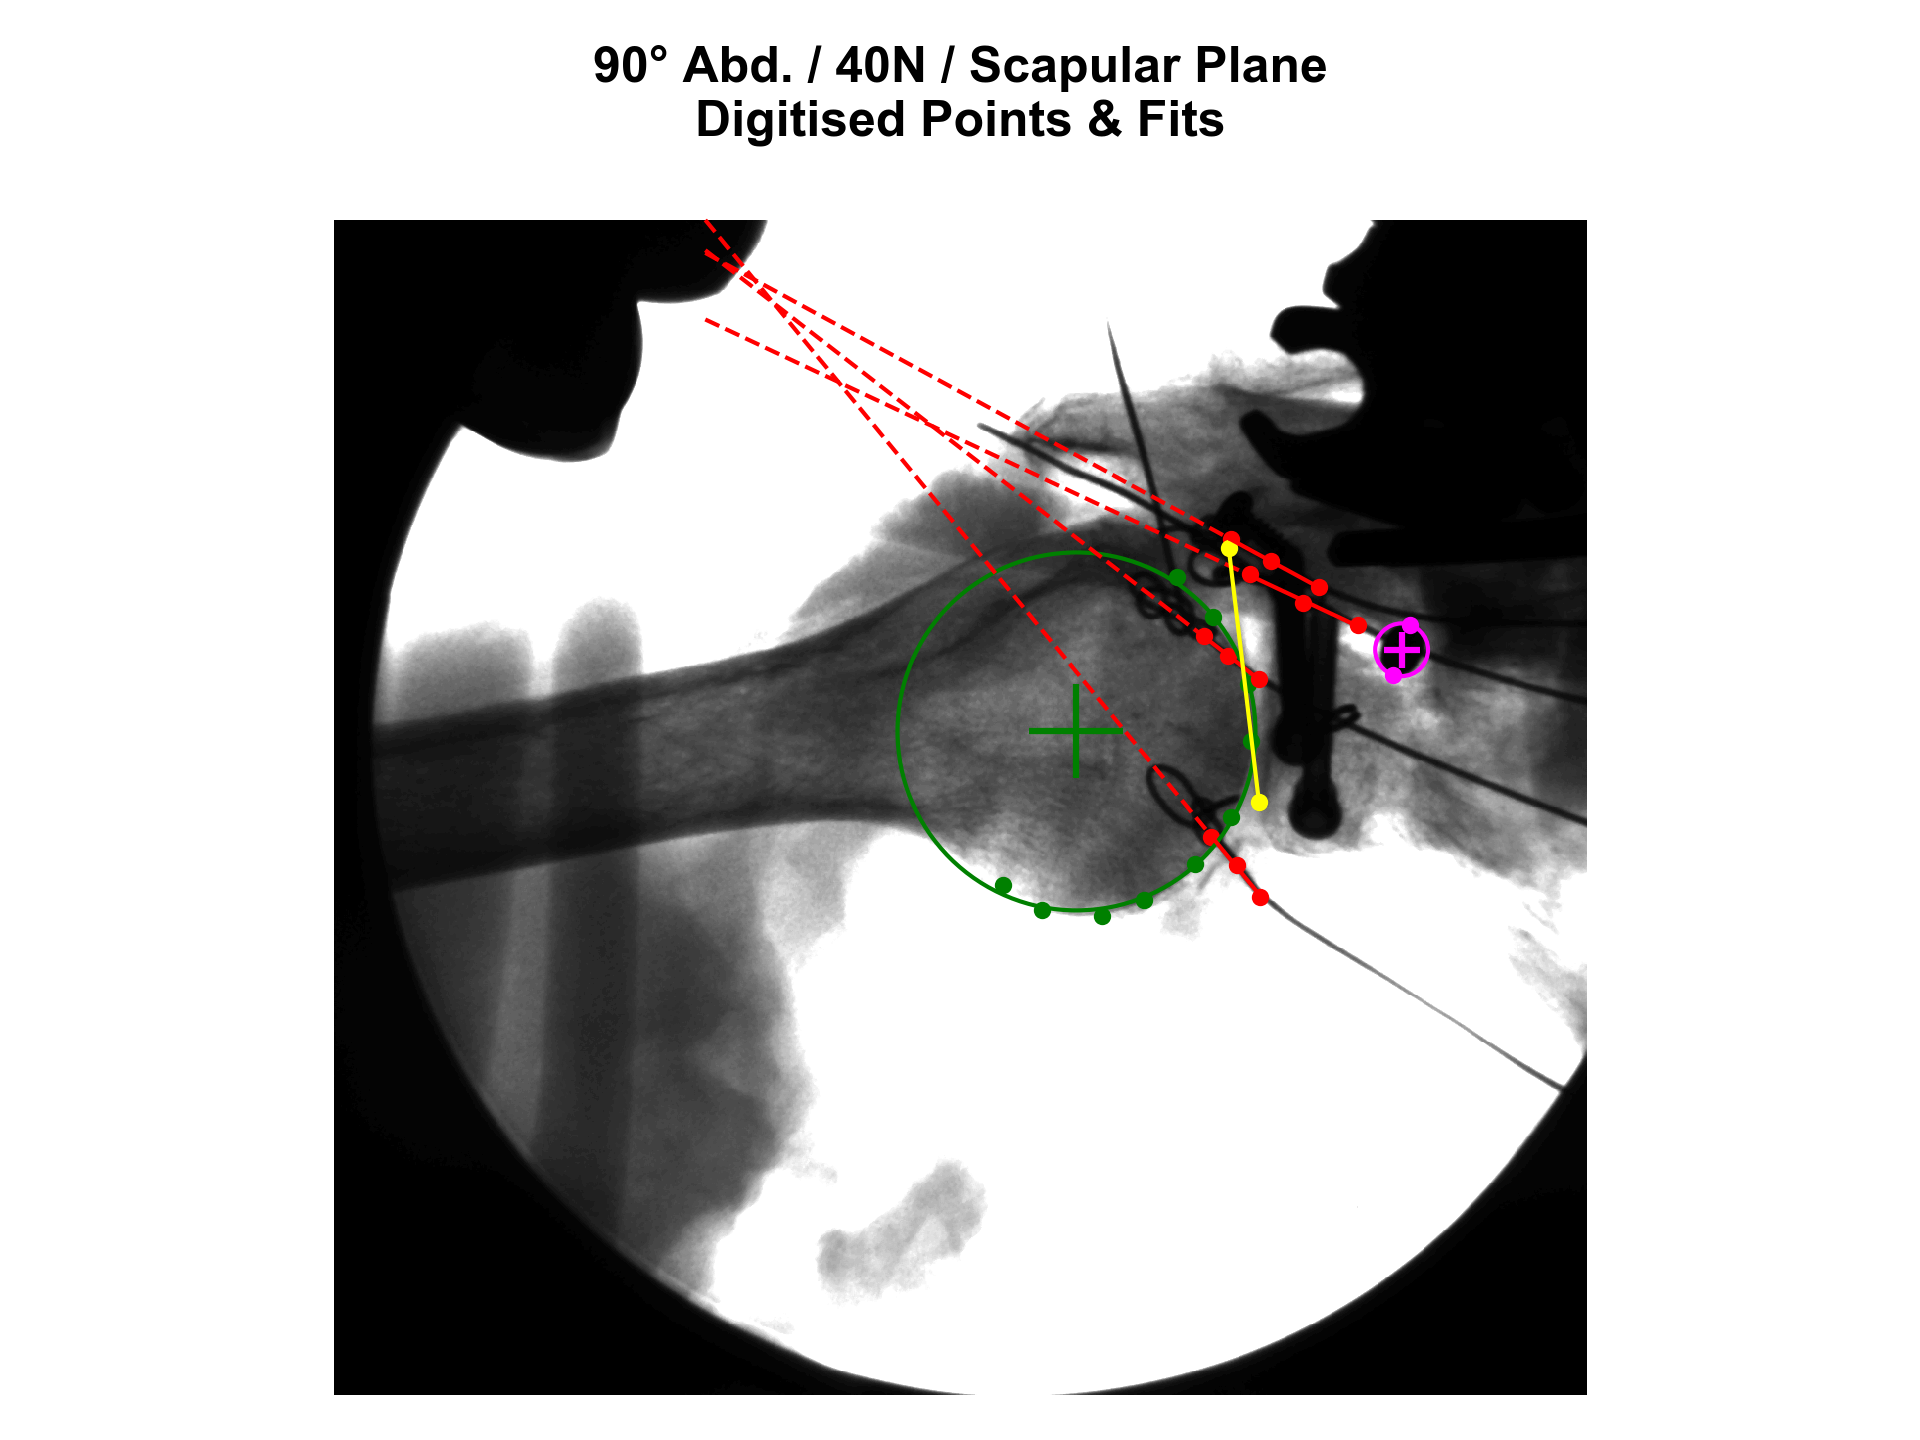 90° Abd. / 40N / Scapular Plane
Digitised Points & Fits